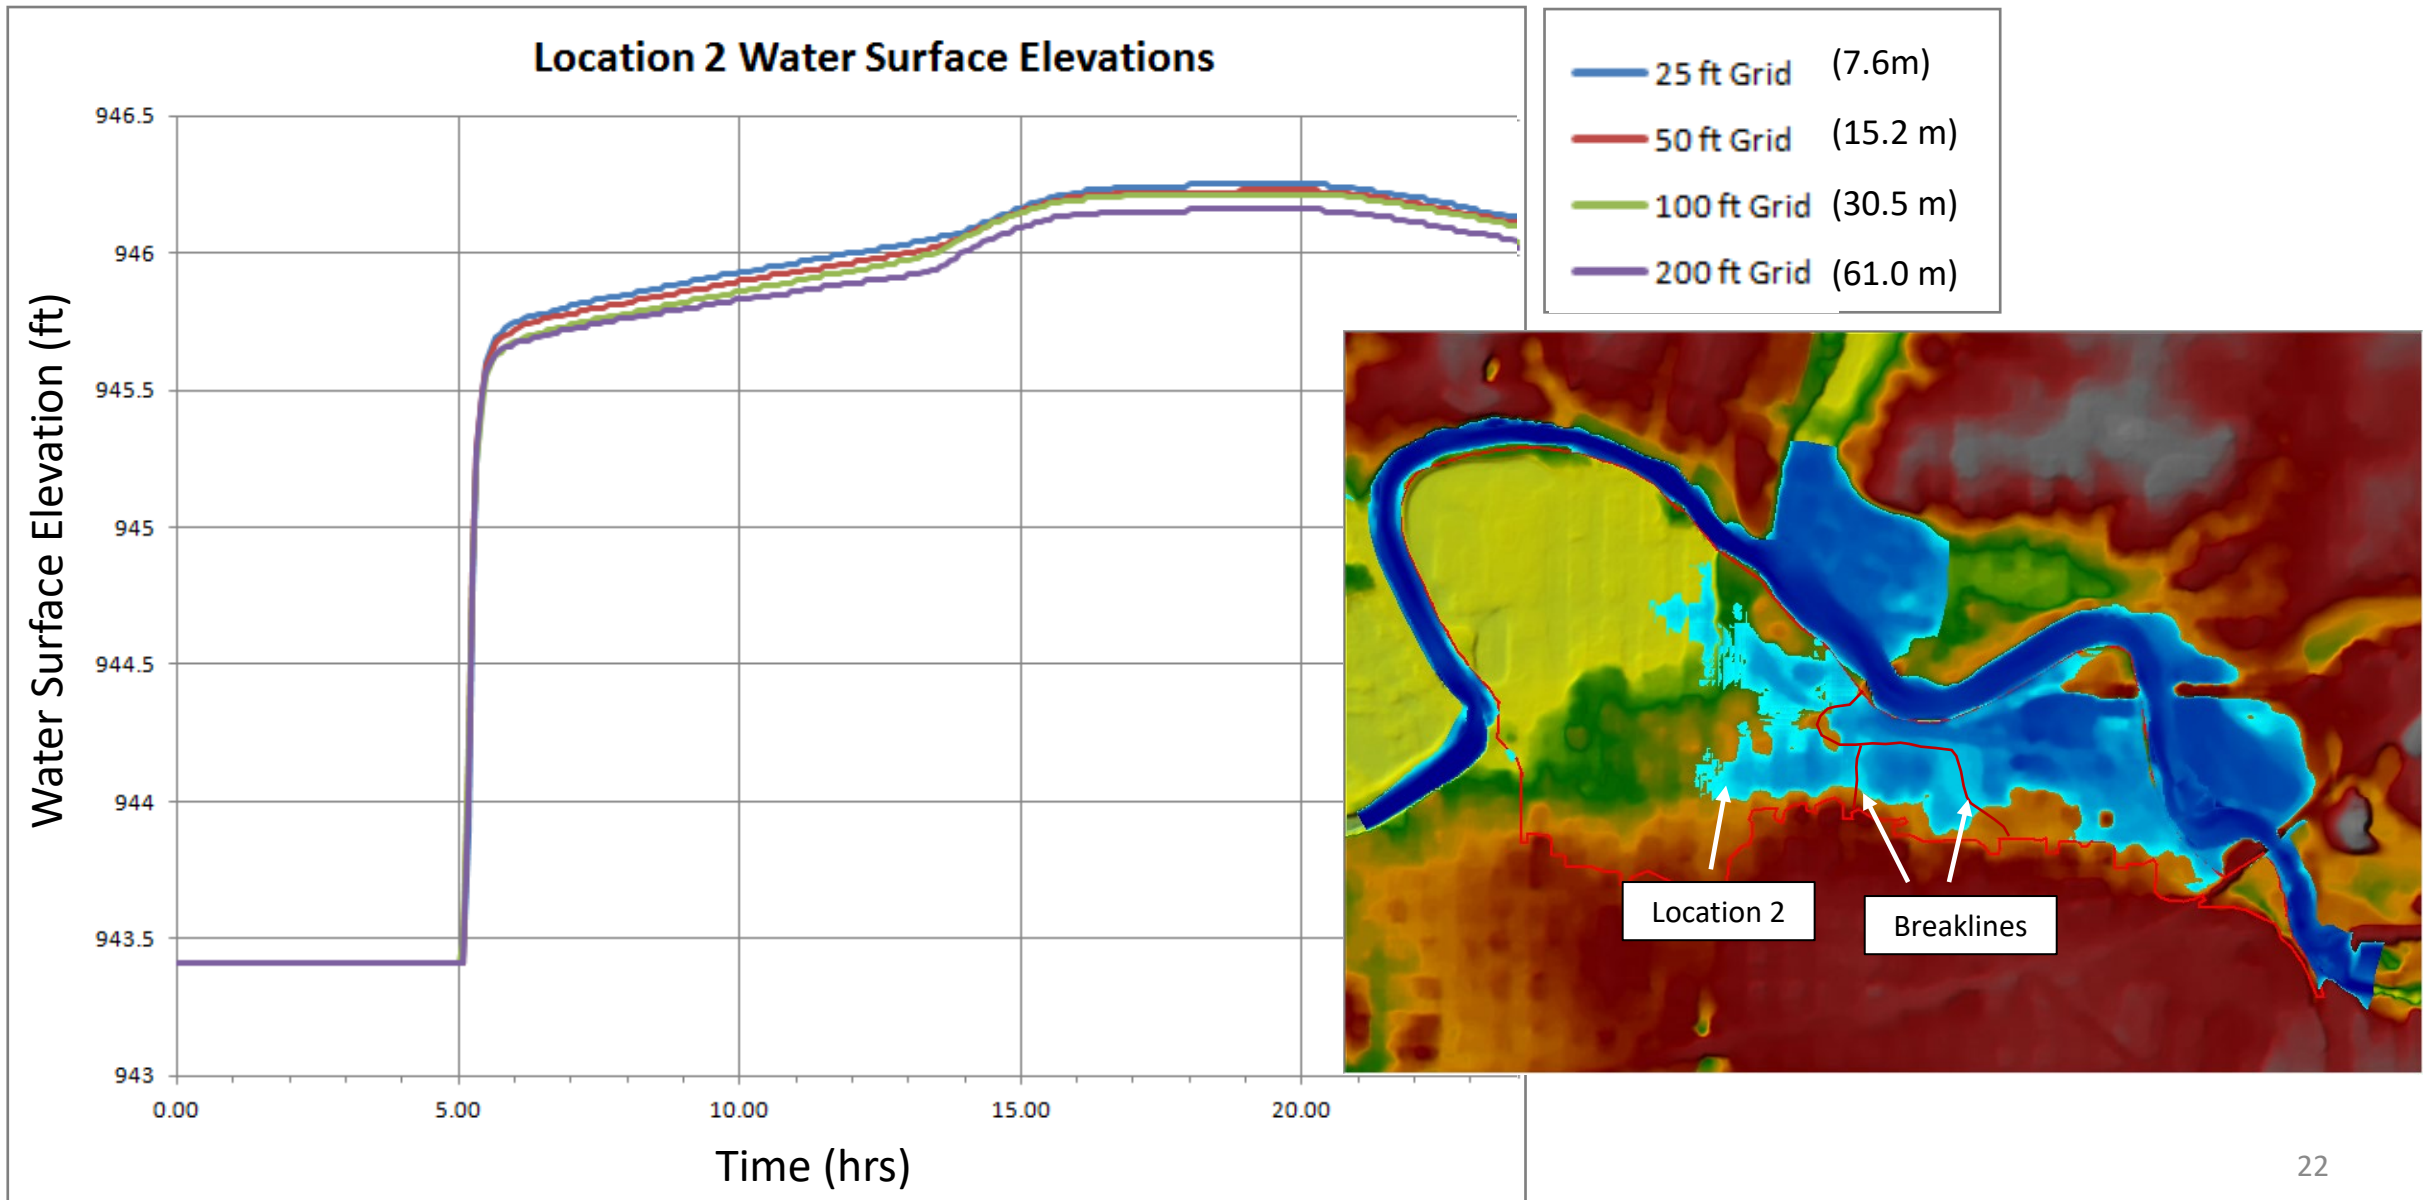 Location 2 Water Surface Elevations
Water Surface Elevation (ft)
946.5
946
945.5
945
944.5
944
943.5
943
0.00 5.00 10.00 15.00 20.00
Time (hrs)
25 ft Grid (7.6m)
50 ft Grid (15.2 m)
100 ft Grid (30.5 m)
200 ft Grid (61.0 m)
Location 2
Breaklines
22